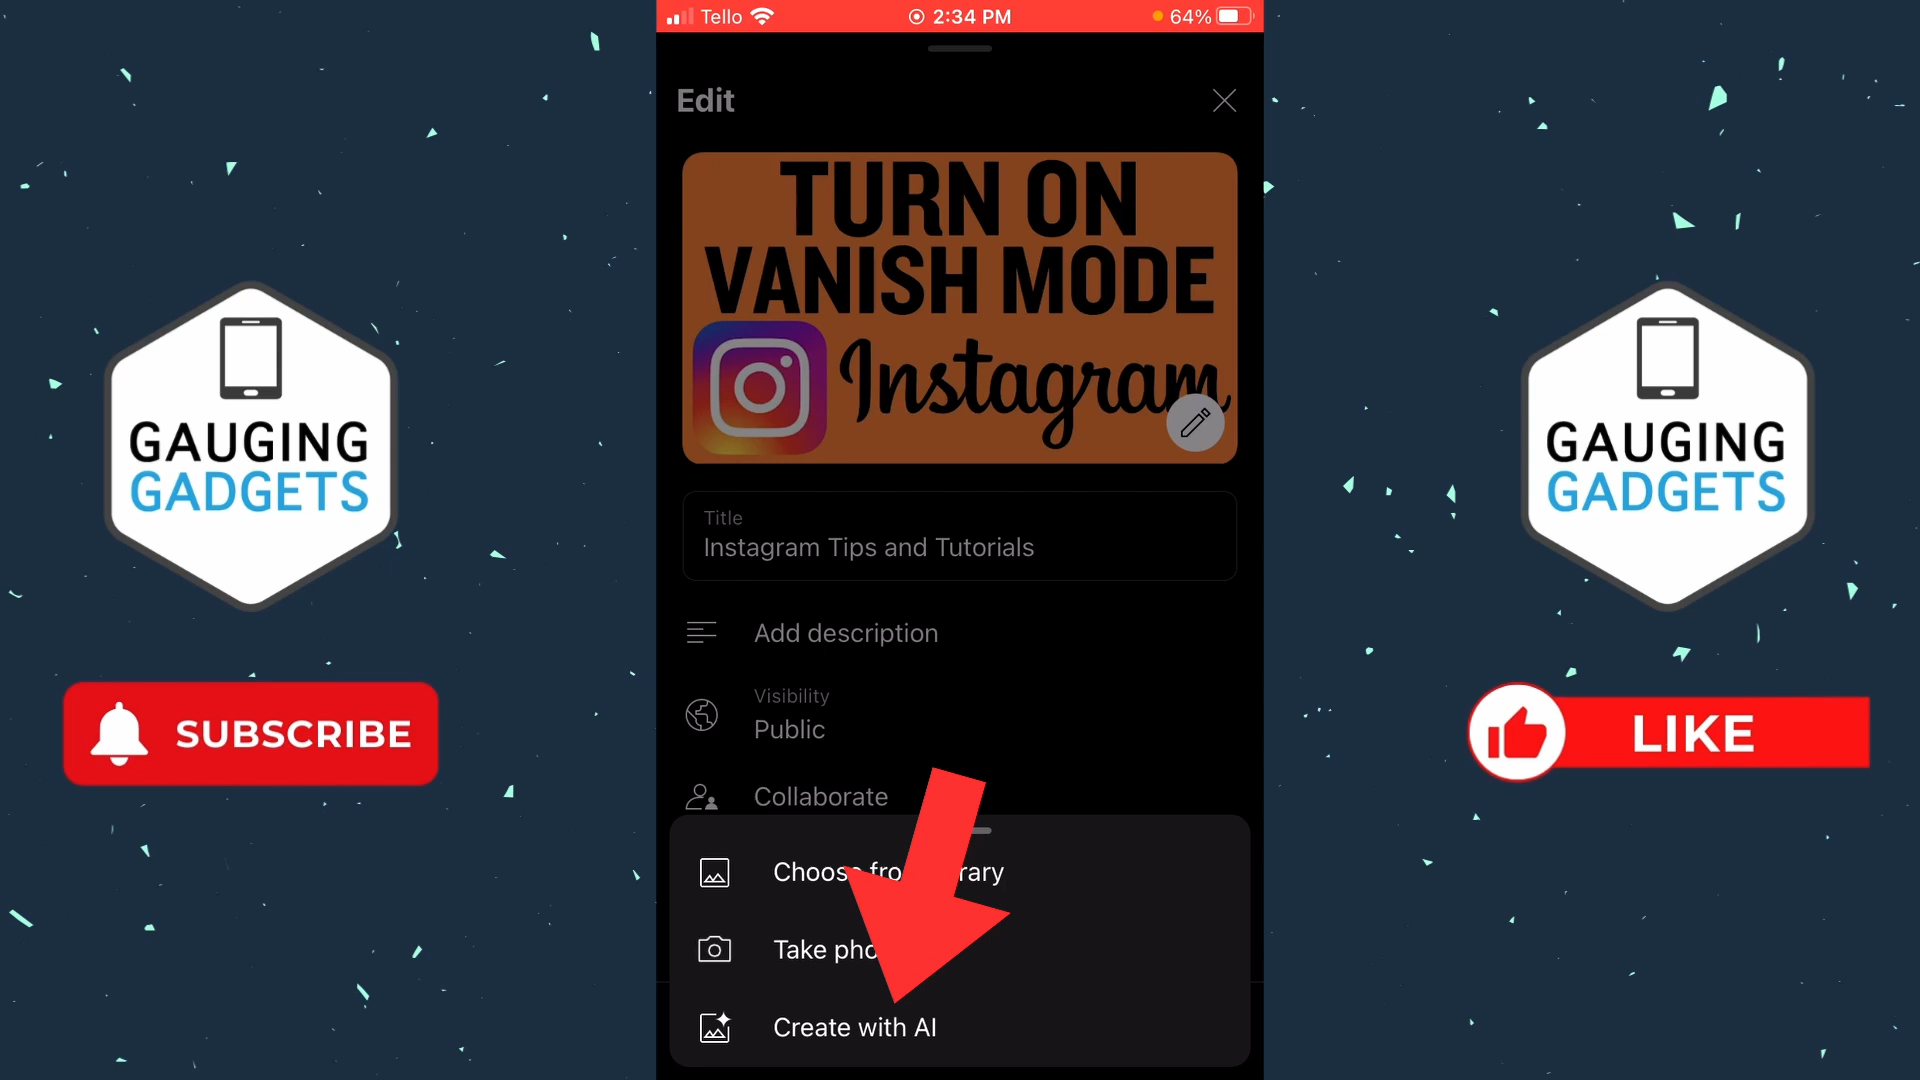 Tello
2:34 PM
64%
Edit
TURN ON
VANISH MODE
Instagram
Title
Instagram Tips and Tutorials
Add description
Visibility
Public
Collaborate
Choose from library
Take pho
Create with AI
GAUGING
GADGETS
SUBSCRIBE
GAUGING
GADGETS
LIKE